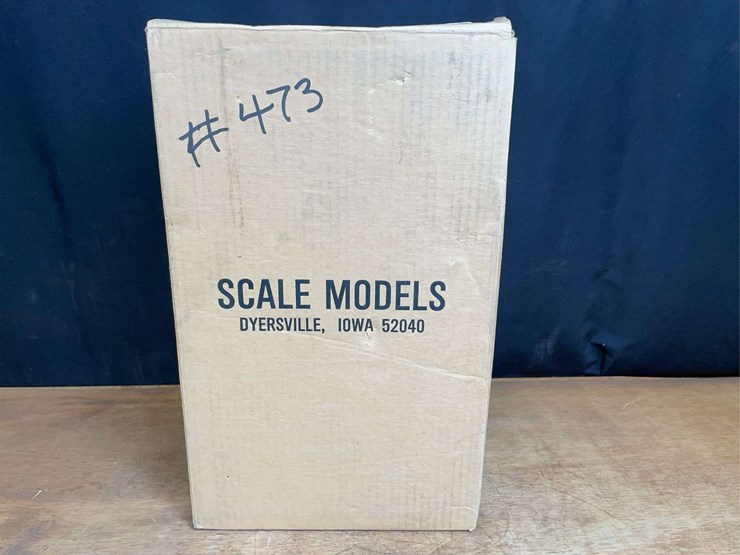 # 473
SCALE MODELS
DYERSVILLE, IOWA 52040